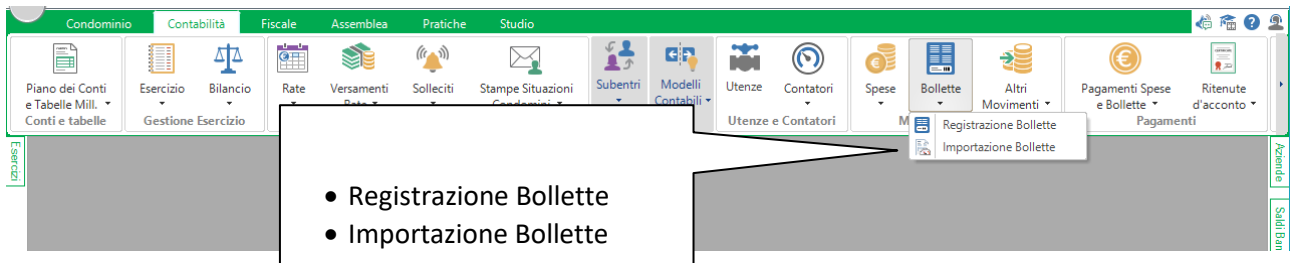 Condominio Contabilità Fiscale Assemblea Pratiche Studio
Piano dei Conti e Tabelle Mill.
Esercizio
Bilancio
Rate
Versamenti
Solleciti
Stampe Situazioni
Subentri
Modelli Contabili
Utenze
Contatori
Spese
Bollette
Altri Movimenti
Pagamenti Spese e Bollette
Ritenute d'acconto
Conti e tabelle
Gestione Esercizio
Utenze e Contatori
M
Pagamenti
Registrazione Bollette
Importazione Bollette
Esercizi
Aziende
Saldi Ban
• Registrazione Bollette
• Importazione Bollette